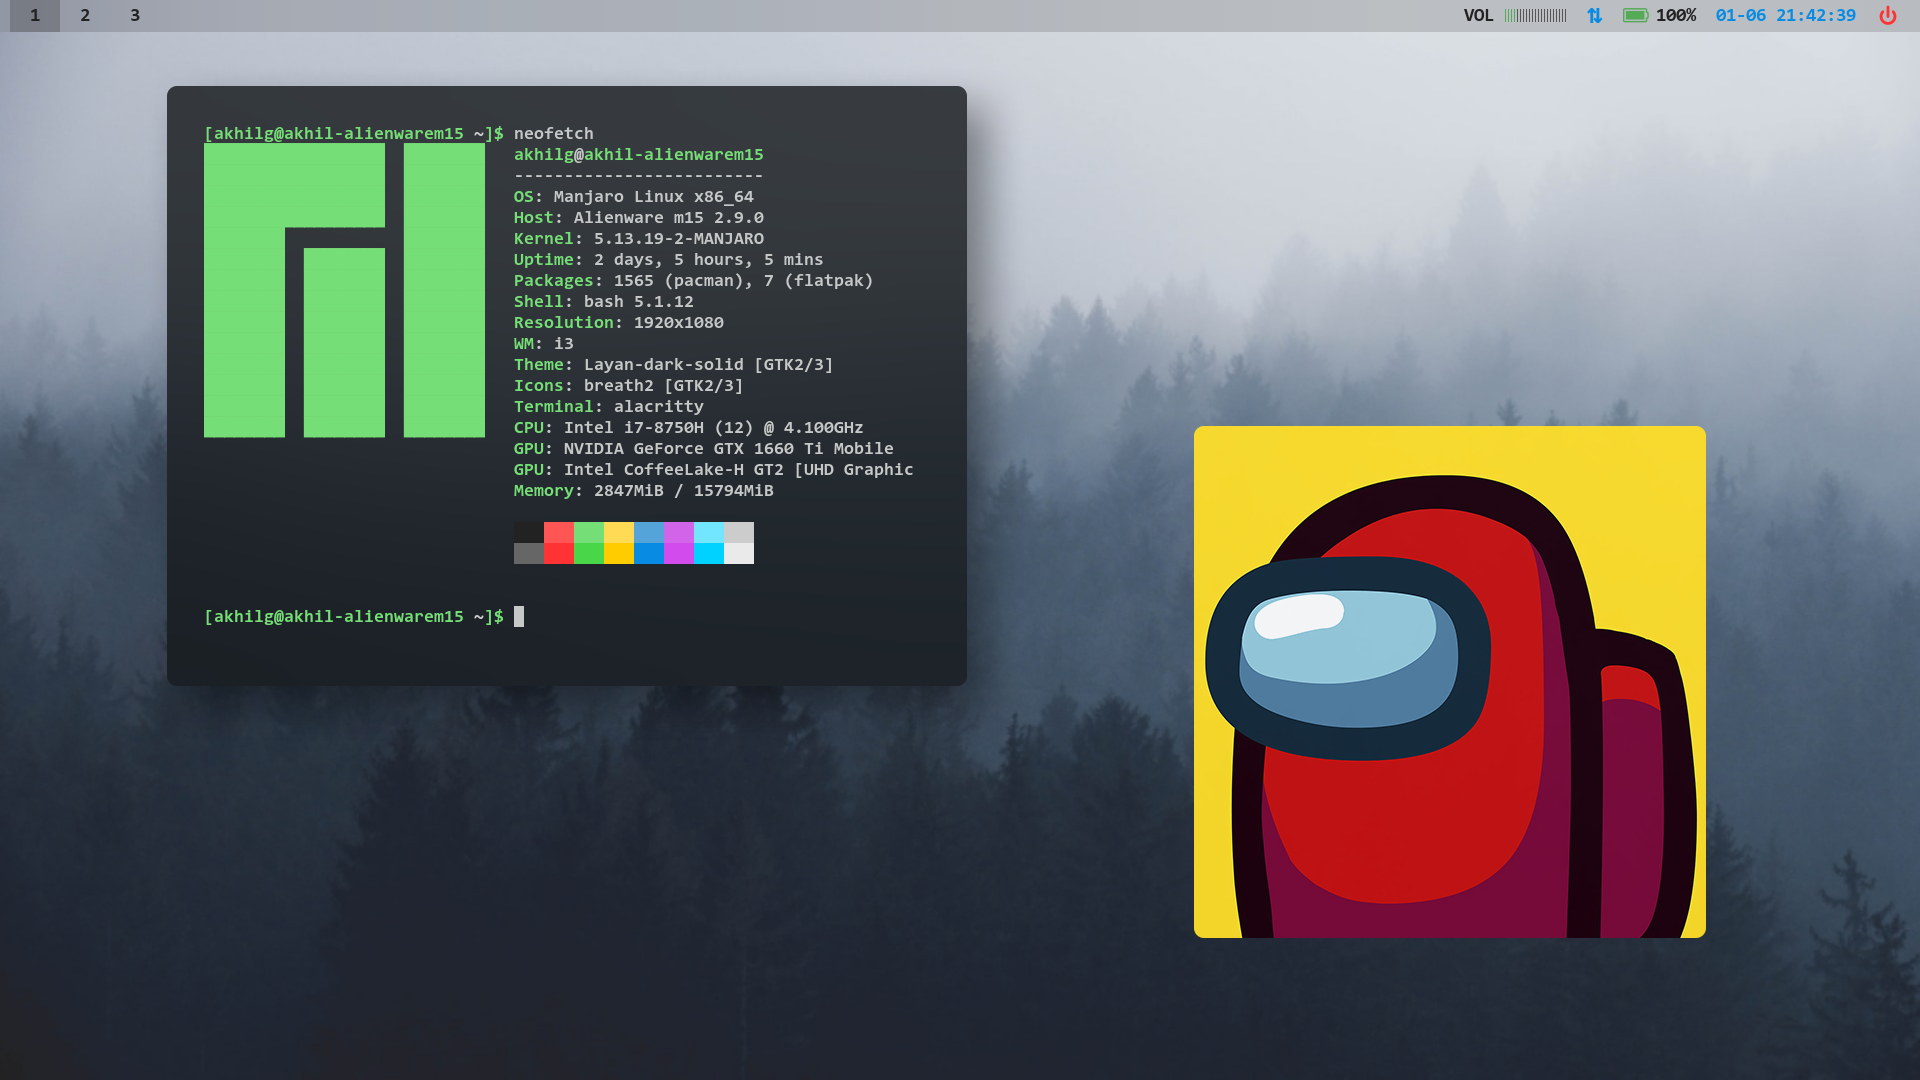 1 2 3 VOL 100% 01-06 21:42:39
[akhilg@akhil-alienwarem15 ~]$ neofetch
akhilg@akhil-alienwarem15
-------------------------
OS: Manjaro Linux x86_64
Host: Alienware m15 2.9.0
Kernel: 5.13.19-2-MANJARO
Uptime: 2 days, 5 hours, 5 mins
Packages: 1565 (pacman), 7 (flatpak)
Shell: bash 5.1.12
Resolution: 1920x1080
WM: i3
Theme: Layan-dark-solid [GTK2/3]
Icons: breath2 [GTK2/3]
Terminal: alacritty
CPU: Intel i7-8750H (12) @ 4.100GHz
GPU: NVIDIA GeForce GTX 1660 Ti Mobile
GPU: Intel CoffeeLake-H GT2 [UHD Graphic
Memory: 2847MiB / 15794MiB
[akhilg@akhil-alienwarem15 ~]$